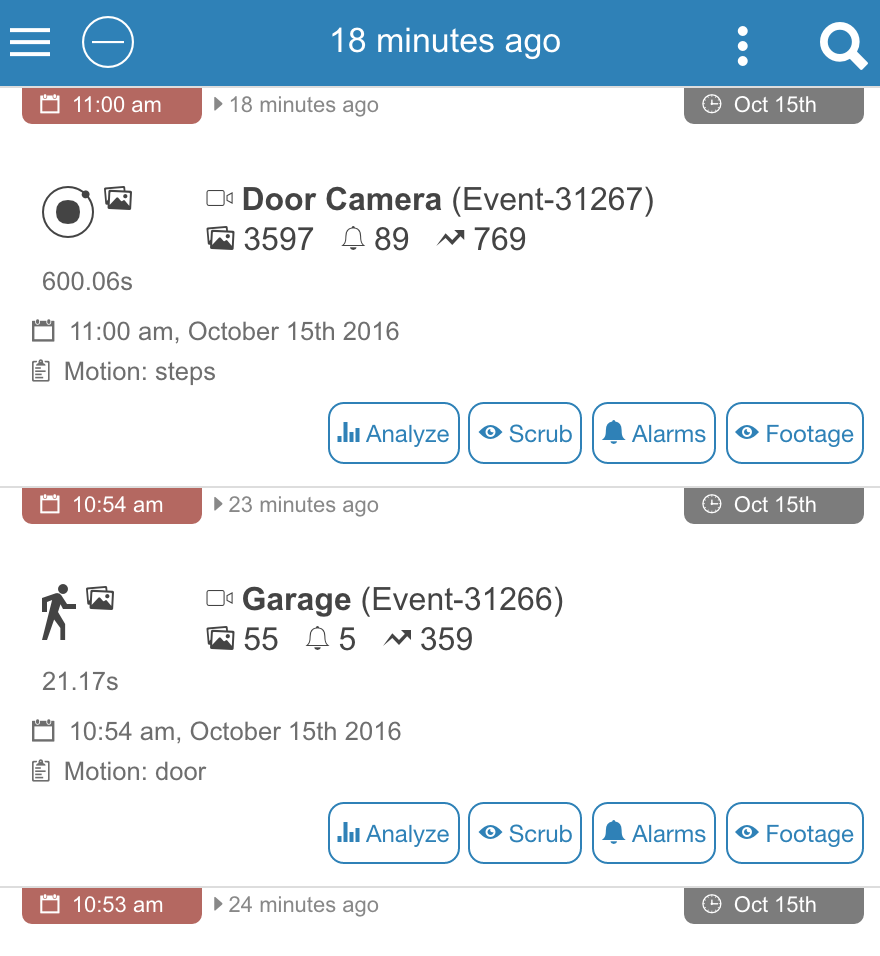 18 minutes ago
11:00 am 18 minutes ago Oct 15th
Door Camera (Event-31267)
3597 89 769
600.06s
11:00 am, October 15th 2016
Motion: steps
Analyze Scrub Alarms Footage
10:54 am 23 minutes ago Oct 15th
Garage (Event-31266)
55 5 359
21.17s
10:54 am, October 15th 2016
Motion: door
Analyze Scrub Alarms Footage
10:53 am 24 minutes ago Oct 15th